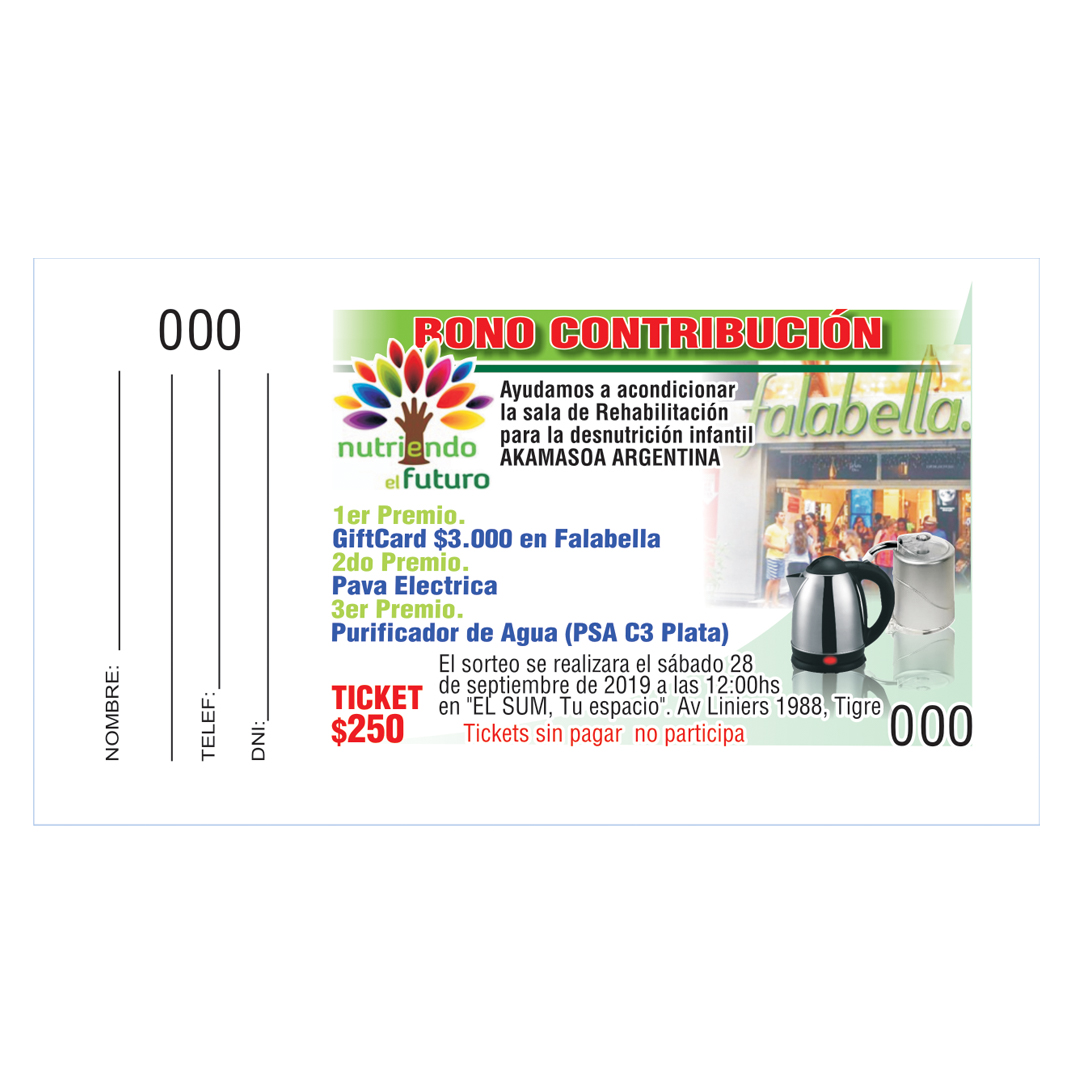 000
NOMBRE:
TELEF:
DNI:
BONO CONTRIBUCIÓN
nutriendo
el futuro
Ayudamos a acondicionar
la sala de Rehabilitación
para la desnutrición infantil
AKAMASOA ARGENTINA
falabella.
1er Premio.
GiftCard $3.000 en Falabella
2do Premio.
Pava Electrica
3er Premio.
Purificador de Agua (PSA C3 Plata)
TICKET
$250
El sorteo se realizara el sábado 28
de septiembre de 2019 a las 12:00hs
en "EL SUM, Tu espacio". Av Liniers 1988, Tigre
Tickets sin pagar no participa
000